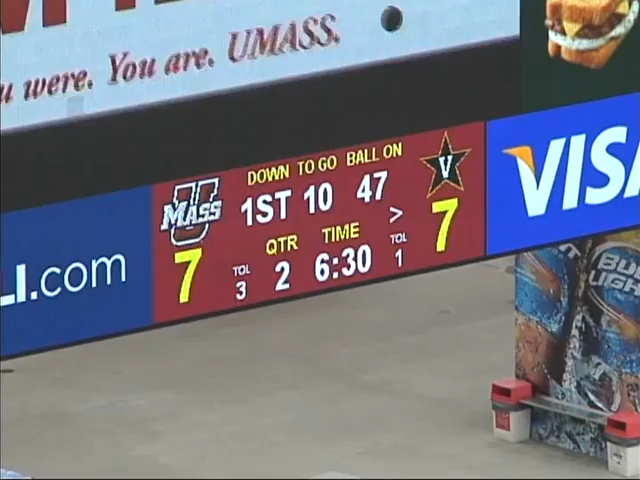 u were. You are. UMASS.
DOWN TO GO BALL ON
MASS U 1ST 10 47 V
>
QTR TIME
7 TOL 3 2 6:30 TOL 1 7
LI.com
VISA
BUD LIGHT